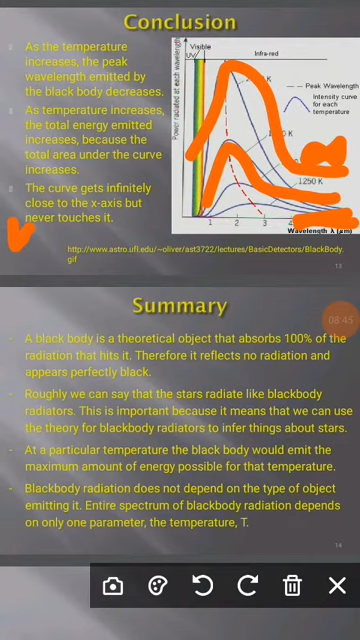 Conclusion
As the temperature
increases, the peak
wavelength emitted by
the black body decreases.
As temperature increases,
the total energy emitted
increases, because the
total area under the curve
increases.
The curve gets infinitely
close to the x-axis but
never touches it.
Visible
UV
Infra-red
Power radiated at each wavelength
Peak Wavelength
Intensity curve
for each
temperature
K
K
1250 K
1
2
3
4
Wavelength λ (µm)
http://www.astro.ufl.edu/~oliver/ast3722/lectures/BasicDetectors/BlackBody.
gif
13
Summary
08:45
- A black body is a theoretical object that absorbs 100% of the
radiation that hits it. Therefore it reflects no radiation and
appears perfectly black.
- Roughly we can say that the stars radiate like blackbody
radiators. This is important because it means that we can use
the theory for blackbody radiators to infer things about stars.
- At a particular temperature the black body would emit the
maximum amount of energy possible for that temperature.
- Blackbody radiation does not depend on the type of object
emitting it. Entire spectrum of blackbody radiation depends
on only one parameter, the temperature, T.
14